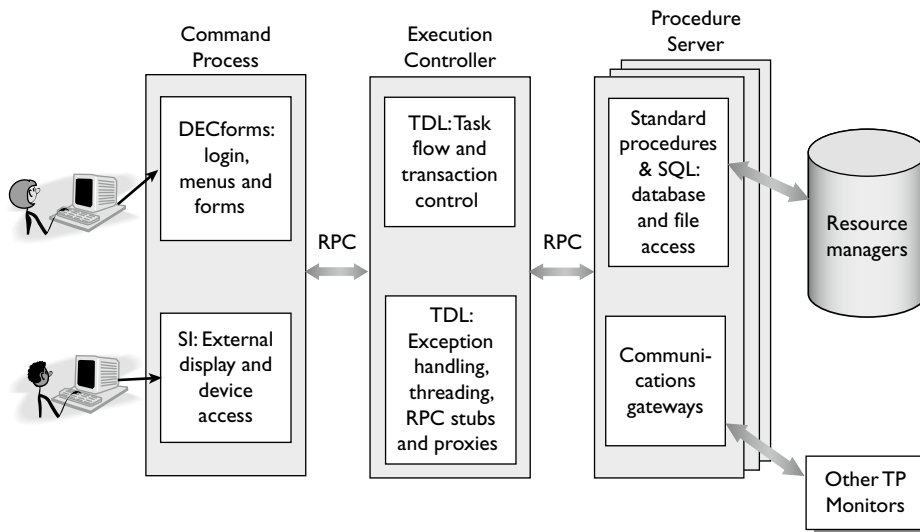 Command
Process
Execution
Controller
Procedure
Server
DECforms:
login,
menus and
forms
SI: External
display and
device
access
RPC
TDL: Task
flow and
transaction
control
TDL:
Exception
handling,
threading,
RPC stubs
and proxies
RPC
Standard
procedures
& SQL:
database
and file
access
Communi-
cations
gateways
Resource
managers
Other TP
Monitors